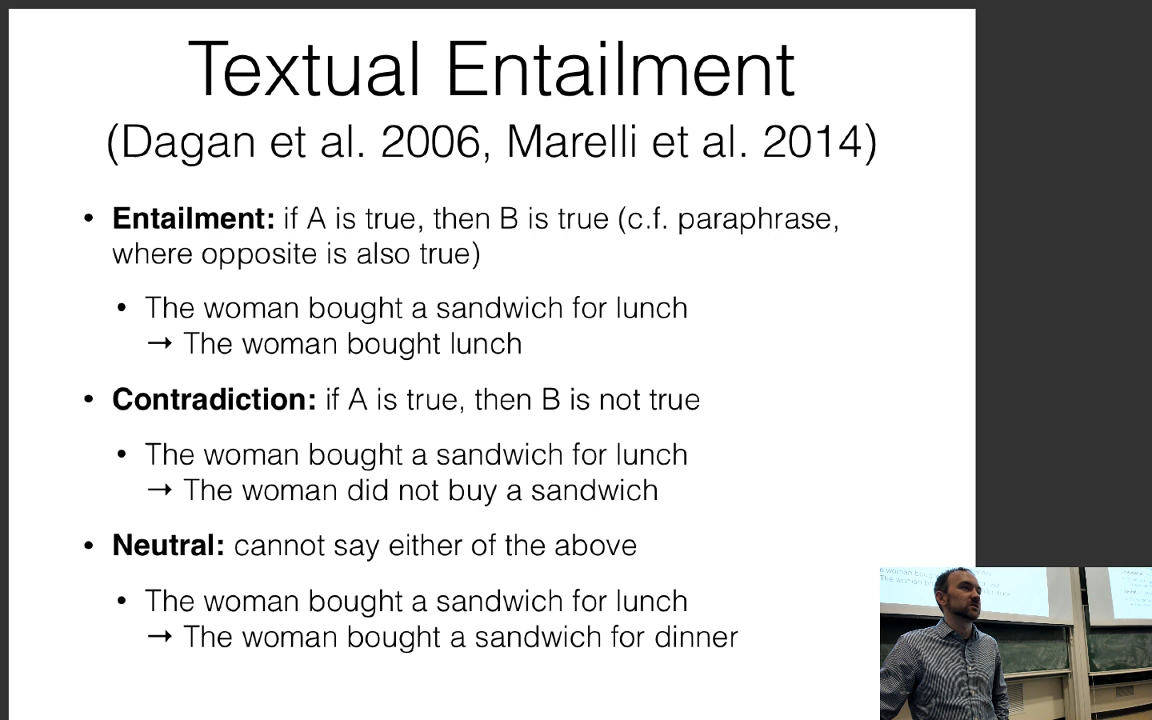 Textual Entailment
(Dagan et al. 2006, Marelli et al. 2014)
• Entailment: if A is true, then B is true (c.f. paraphrase,
where opposite is also true)
• The woman bought a sandwich for lunch
→ The woman bought lunch
• Contradiction: if A is true, then B is not true
• The woman bought a sandwich for lunch
→ The woman did not buy a sandwich
• Neutral: cannot say either of the above
• The woman bought a sandwich for lunch
→ The woman bought a sandwich for dinner